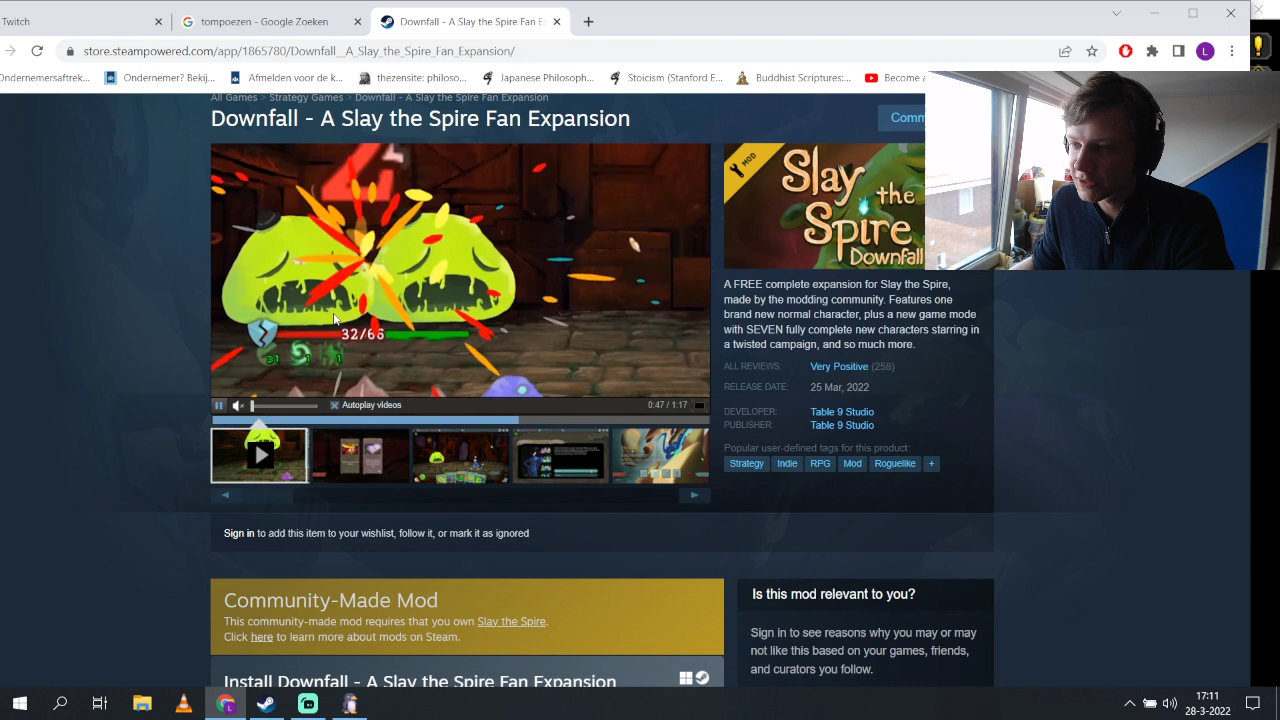 Twitch
tompoezen - Google Zoeken
Downfall - A Slay the Spire Fan Ex
store.steampowered.com/app/1865780/Downfall__A_Slay_the_Spire_Fan_Expansion/
L
Ondernemersaftrek...
Ondernemer? Bekij...
Afmelden voor de k...
thezensite: philoso...
Japanese Philosoph...
Stoicism (Stanford E...
Buddhist Scriptures:...
Become a
All Games > Strategy Games > Downfall - A Slay the Spire Fan Expansion
Downfall - A Slay the Spire Fan Expansion
Comm
4
32/66
31 1 1
Autoplay videos
0:47 / 1:17
MOD
Slay
the
Spire
Downfall
A FREE complete expansion for Slay the Spire,
made by the modding community. Features one
brand new normal character, plus a new game mode
with SEVEN fully complete new characters starring in
a twisted campaign, and so much more.
ALL REVIEWS: Very Positive (258)
RELEASE DATE: 25 Mar, 2022
DEVELOPER: Table 9 Studio
PUBLISHER: Table 9 Studio
Popular user-defined tags for this product:
Strategy Indie RPG Mod Roguelike +
Sign in to add this item to your wishlist, follow it, or mark it as ignored
Community-Made Mod
This community-made mod requires that you own Slay the Spire.
Click here to learn more about mods on Steam.
Is this mod relevant to you?
Sign in to see reasons why you may or may
not like this based on your games, friends,
and curators you follow.
Install Downfall - A Slay the Spire Fan Expansion
17:11
28-3-2022